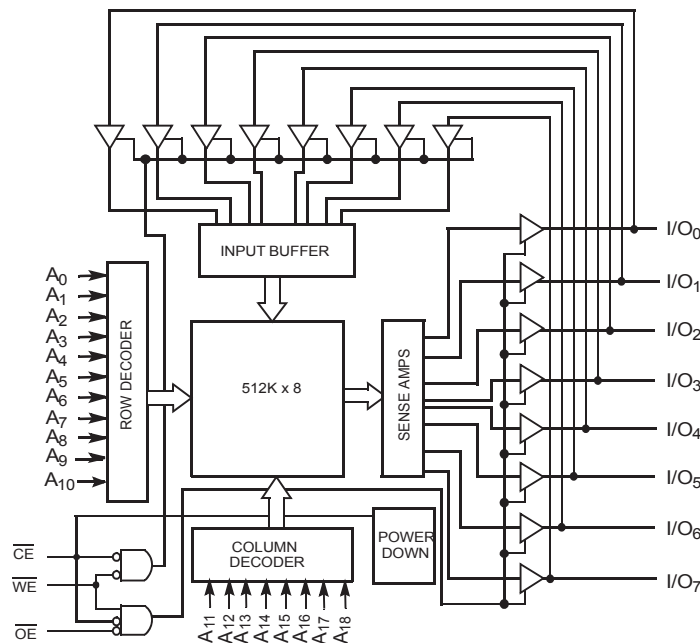 INPUT BUFFER
I/O0
I/O1
I/O2
I/O3
I/O4
I/O5
I/O6
I/O7
A0
A1
A2
A3
A4
A5
A6
A7
A8
A9
A10
ROW DECODER
512K x 8
SENSE AMPS
COLUMN
DECODER
POWER
DOWN
CE
WE
OE
A11
A12
A13
A14
A15
A16
A17
A18